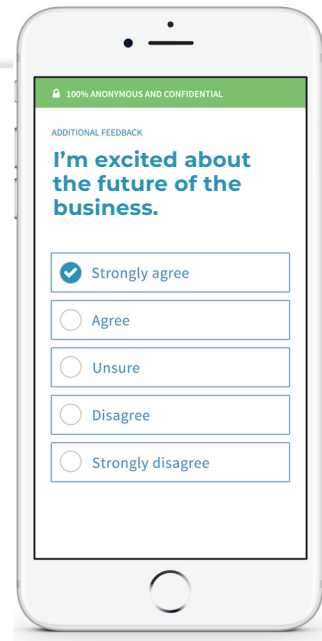 100% ANONYMOUS AND CONFIDENTIAL
ADDITIONAL FEEDBACK
I’m excited about
the future of the
business.
Strongly agree
Agree
Unsure
Disagree
Strongly disagree